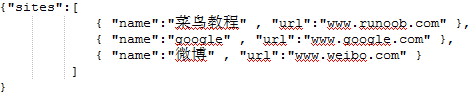 {"sites":[
{ "name":"菜鸟教程" , "url":"www.runoob.com" },
{ "name":"google" , "url":"www.google.com" },
{ "name":"微博" , "url":"www.weibo.com" }
]
}